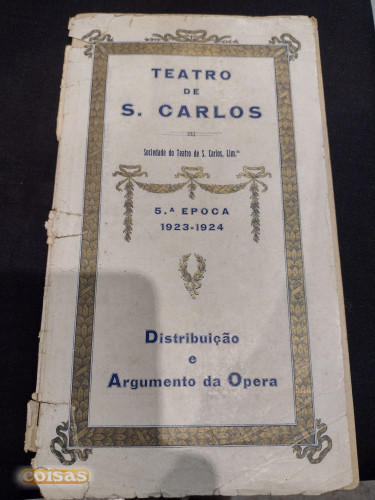 TEATRO
DE
S. CARLOS
Sociedade do Teatro de S. Carlos, Lim.da
5.ª EPOCA
1923-1924
Distribuição
e
Argumento da Opera
coisas